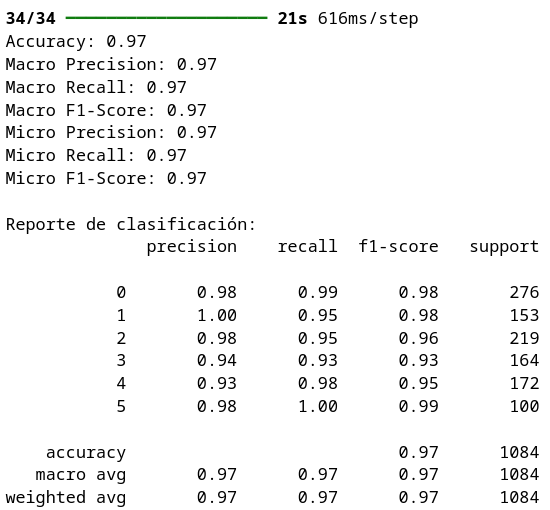 34/34 ━━━━━━━━━━━━━━━━━━━━ 21s 616ms/step
Accuracy: 0.97
Macro Precision: 0.97
Macro Recall: 0.97
Macro F1-Score: 0.97
Micro Precision: 0.97
Micro Recall: 0.97
Micro F1-Score: 0.97
Reporte de clasificación:
precision recall f1-score support
0 0.98 0.99 0.98 276
1 1.00 0.95 0.98 153
2 0.98 0.95 0.96 219
3 0.94 0.93 0.93 164
4 0.93 0.98 0.95 172
5 0.98 1.00 0.99 100
accuracy 0.97 1084
macro avg 0.97 0.97 0.97 1084
weighted avg 0.97 0.97 0.97 1084